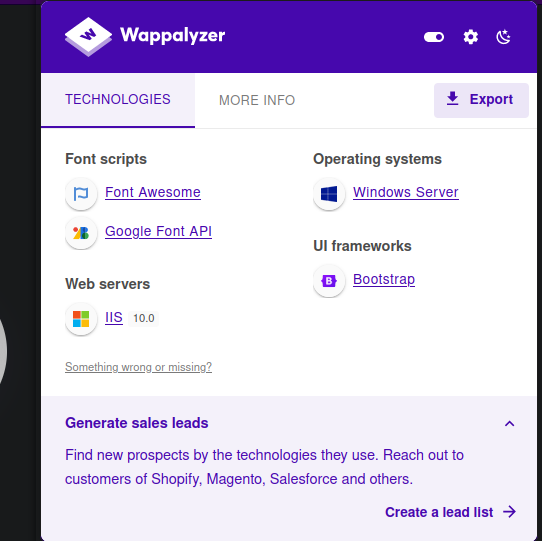 Wappalyzer
TECHNOLOGIES
MORE INFO
Export
Font scripts
Font Awesome
Google Font API
Web servers
IIS 10.0
Something wrong or missing?
Operating systems
Windows Server
UI frameworks
B
Bootstrap
Generate sales leads
Find new prospects by the technologies they use. Reach out to
customers of Shopify, Magento, Salesforce and others.
Create a lead list